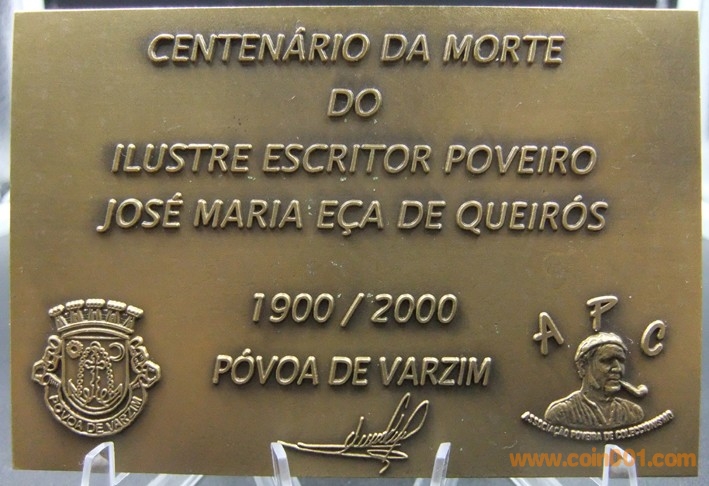 CENTENÁRIO DA MORTE
DO
ILUSTRE ESCRITOR POVEIRO
JOSÉ MARIA EÇA DE QUEIRÓS
1900 / 2000
PÓVOA DE VARZIM
PÓVOA DE VARZIM
A P C
ASSOCIAÇÃO POVEIRA DE COLECCIONISMO
www.coin001.com